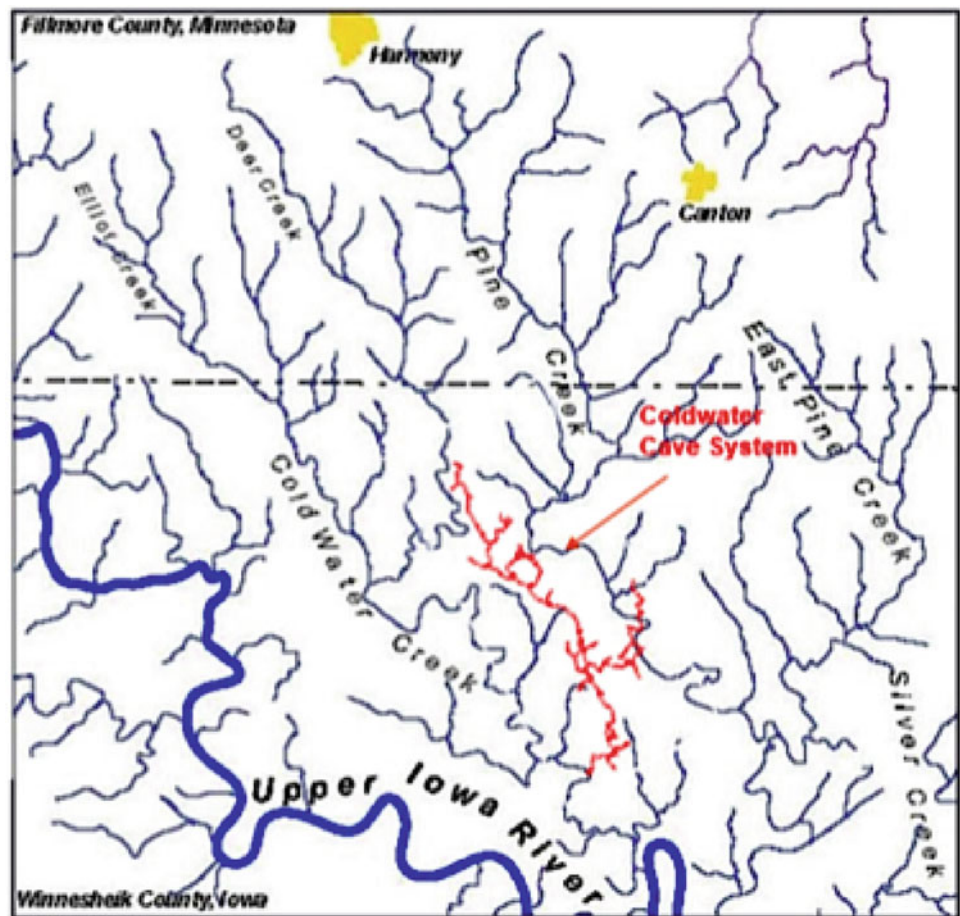 Fillmore County, Minnesota
Harmony
Deer Creek
Elliot Creek
Canton
Pine
Creek
East Pine
Creek
Coldwater
Cave System
Cold Water
Creek
Silver Creek
Upper Iowa River
Winnesheik County, Iowa